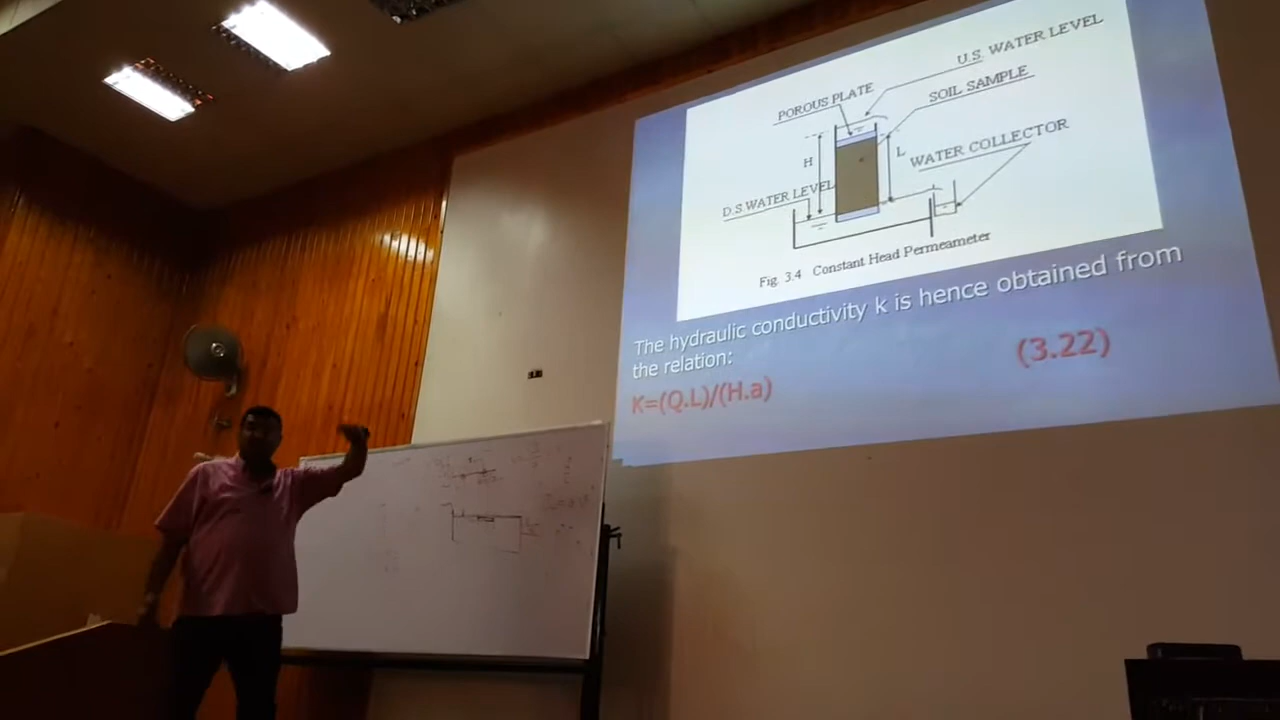 U.S. WATER LEVEL
POROUS PLATE
SOIL SAMPLE
H
L
WATER COLLECTOR
D.S.WATER LEVEL
Fig. 3.4 Constant Head Permeameter
The hydraulic conductivity k is hence obtained from
the relation:
(3.22)
K=(Q.L)/(H.a)